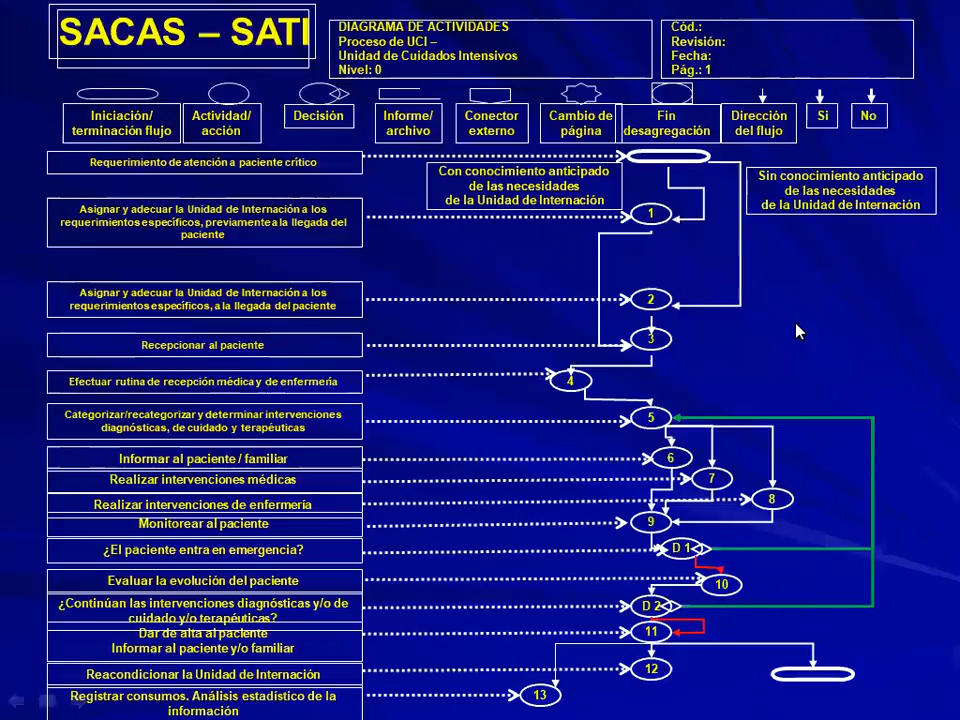 SACAS – SATI
DIAGRAMA DE ACTIVIDADES
Proceso de UCI –
Unidad de Cuidados Intensivos
Nivel: 0
Cód.:
Revisión:
Fecha:
Pág.: 1
Iniciación/
terminación flujo
Actividad/
acción
Decisión
Informe/
archivo
Conector
externo
Cambio de
página
Fin
desagregación
Dirección
del flujo
Si
No
Requerimiento de atención a paciente crítico
Con conocimiento anticipado
de las necesidades
de la Unidad de Internación
Sin conocimiento anticipado
de las necesidades
de la Unidad de Internación
Asignar y adecuar la Unidad de Internación a los
requerimientos específicos, previamente a la llegada del
paciente
1
Asignar y adecuar la Unidad de Internación a los
requerimientos específicos, a la llegada del paciente
2
Recepcionar al paciente
3
Efectuar rutina de recepción médica y de enfermería
4
Categorizar/recategorizar y determinar intervenciones
diagnósticas, de cuidado y terapéuticas
5
Informar al paciente / familiar
6
Realizar intervenciones médicas
7
Realizar intervenciones de enfermería
8
Monitorear al paciente
9
¿El paciente entra en emergencia?
D 1
Evaluar la evolución del paciente
10
¿Continúan las intervenciones diagnósticas y/o de
cuidado y/o terapéuticas?
D 2
Dar de alta al paciente
Informar al paciente y/o familiar
11
Reacondicionar la Unidad de Internación
12
Registrar consumos. Análisis estadístico de la
información
13